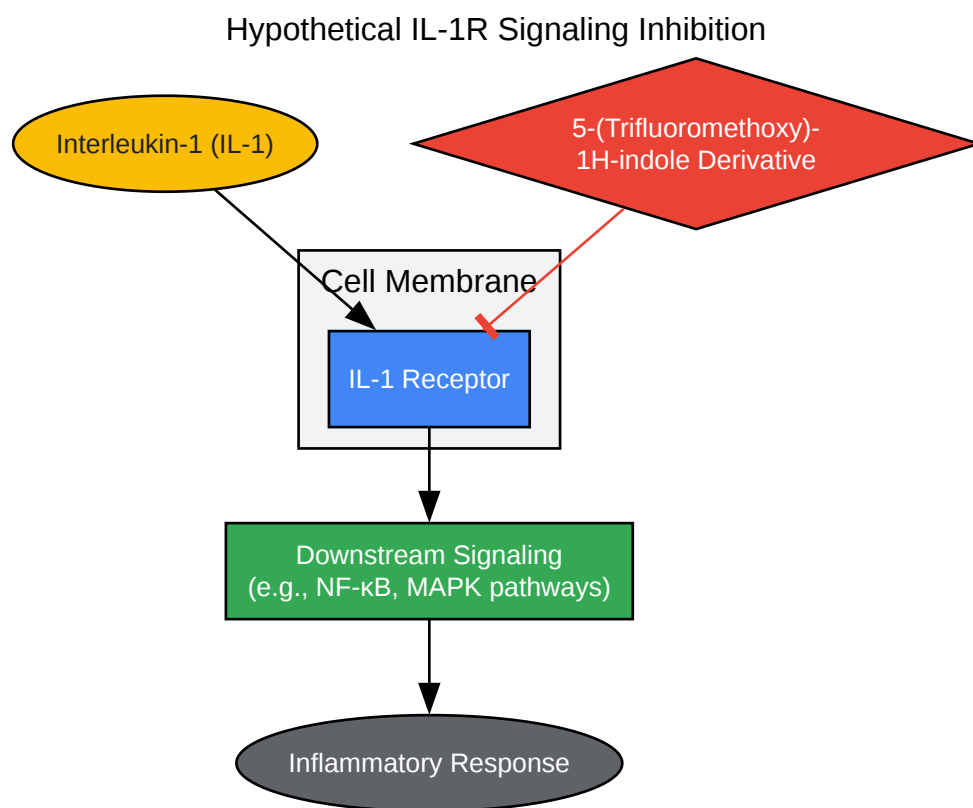 Hypothetical IL-1R Signaling Inhibition
Interleukin-1 (IL-1)
5-(Trifluoromethoxy)-
1H-indole Derivative
Cell Membrane
IL-1 Receptor
Downstream Signaling
(e.g., NF-κB, MAPK pathways)
Inflammatory Response